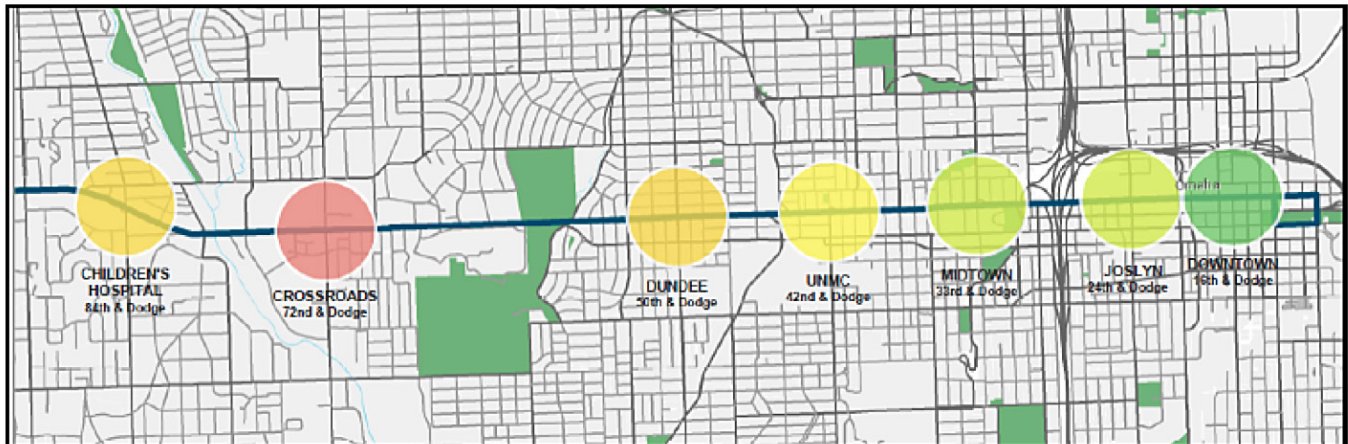 CHILDREN'S
HOSPITAL
84th & Dodge
CROSSROADS
72nd & Dodge
DUNDEE
50th & Dodge
UNMC
42nd & Dodge
MIDTOWN
33rd & Dodge
JOSLYN
24th & Dodge
DOWNTOWN
16th & Dodge
Omaha